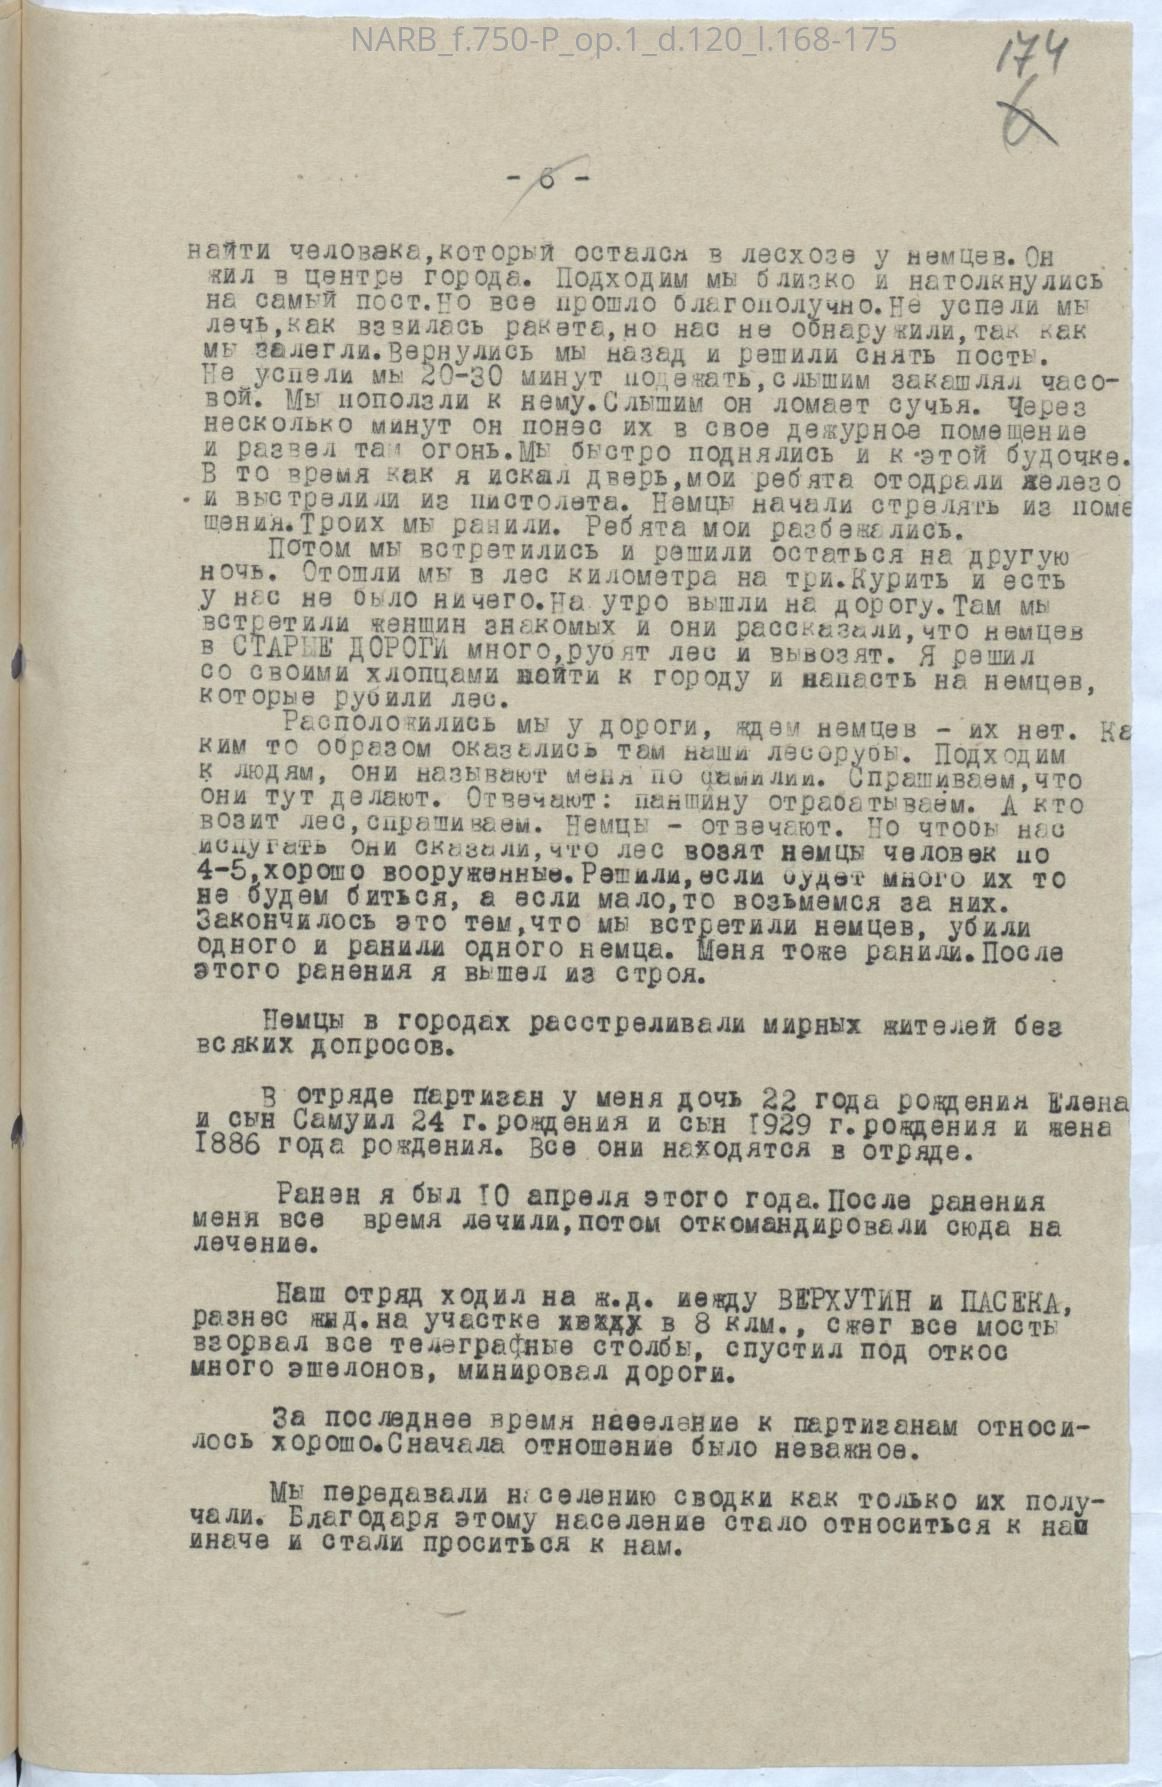 NARB_f.750-P_op.1_d.120_l.168-175
174
6
- 6 -
найти человека,который остался в лесхозе у немцев.Он
жил в центре города. Подходим мы близко и натолкнулись
на самый пост.Но все прошло благополучно.Не успели мы
лечь,как взвилась ракета,но нас не обнаружили,так как
мы залегли.Вернулись мы назад и решили снять посты.
Не успели мы 20-30 минут подежать,слышим закашлял часо-
вой. Мы поползли к нему.Слышим он ломает сучья. Через
несколько минут он понес их в свое дежурное помещение
и развел там огонь.Мы быстро поднялись и к этой будочке.
В то время как я искал дверь,мои ребята отодрали железо
и выстрелили из пистолета. Немцы начали стрелять из поме
щения.Троих мы ранили. Ребята мои разбежались.
Потом мы встретились и решили остаться на другую
ночь. Отошли мы в лес километра на три.Курить и есть
у нас не было ничего.На утро вышли на дорогу.Там мы
встретили женшин знакомых и они рассказали,что немцев
в СТАРЫЕ ДОРОГИ много,рубят лес и вывозят. Я решил
со своими хлопцами пойти к городу и напасть на немцев,
которые рубили лес.
Расположились мы у дороги, ждем немцев - их нет. Ка
ким то образом оказались там наши лесорубы. Подходим
к людям, они называют меня по фамилии. Спрашиваем,что
они тут делают. Отвечают: паншину отрабатываем. А кто
возит лес,спрашиваем. Немцы - отвечают. Но чтобы нас
испугать они сказали,что лес возят немцы человек по
4-5,хорошо вооруженные.Решили,если будет много их то
не будем биться, а если мало,то возьмемся за них.
Закончилось это тем,что мы встретили немцев, убили
одного и ранили одного немца. Меня тоже ранили.После
этого ранения я вышел из строя.
Немцы в городах расстреливали мирных жителей без
всяких допросов.
В отряде партизан у меня дочь 22 года рождения Елена
и сын Самуил 24 г.рождения и сын 1929 г.рождения и жена
1886 года рождения. Все они находятся в отряде.
Ранен я был 10 апреля этого года.После ранения
меня все время лечили,потом откомандировали сюда на
лечение.
Наш отряд ходил на ж.д. иежду ВЕРХУТИН и ПАСЕКА,
разнес ж.д.на участке в 8 клм., сжег все мосты
взорвал все телеграфные столбы, спустил под откос
много эшелонов, минировал дороги.
За последнее время население к партизанам относи-
лось хорошо.Сначала отношение было неважное.
Мы передавали населению сводки как только их полу-
чали. Благодаря этому население стало относиться к нам
иначе и стали проситься к нам.